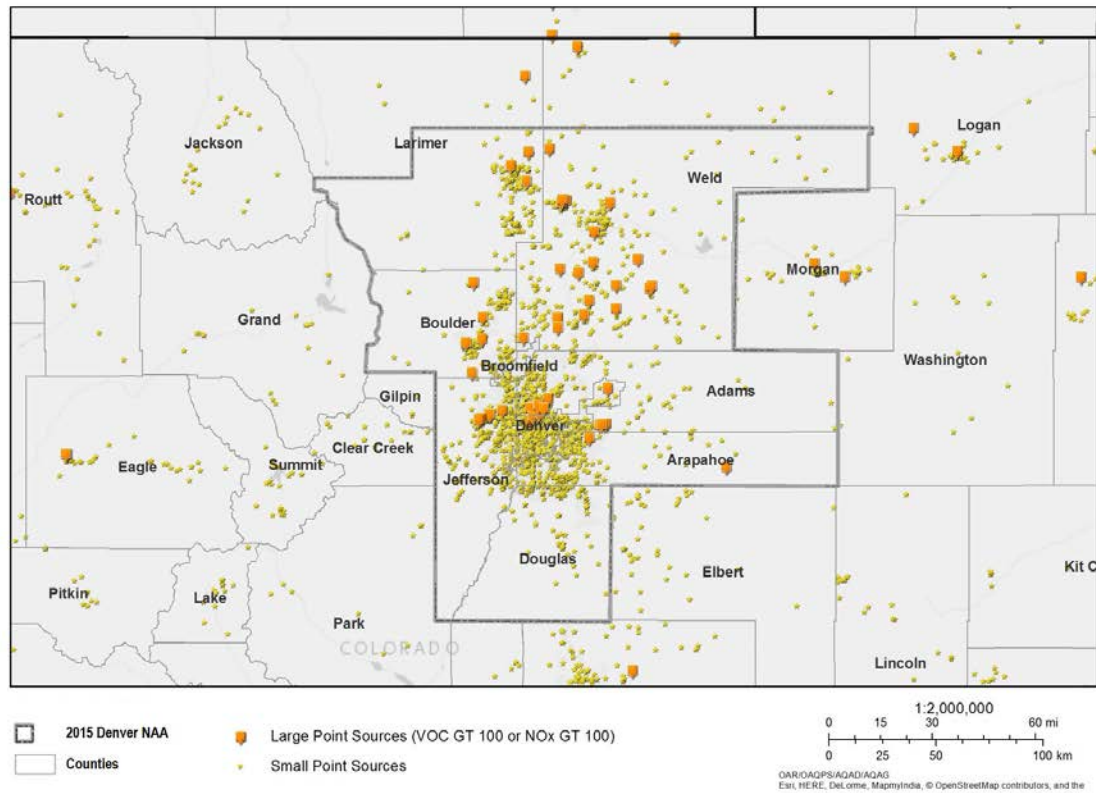 Jackson
Larimer
Logan
Weld
Routt
Morgan
Grand
Boulder
Washington
Broomfield
Adams
Gilpin
Denver
Clear Creek
Arapahoe
Eagle
Summit
Jefferson
Douglas
Elbert
Kit C
Pitkin
Lake
Park
COLORADO
Lincoln
2015 Denver NAA
Large Point Sources (VOC GT 100 or NOx GT 100)
Counties
Small Point Sources
1:2,000,000
0 15 30 60 mi
0 25 50 100 km
OAR/OAQPS/AQAD/AQAG
Esri, HERE, DeLorme, MapmyIndia, © OpenStreetMap contributors, and the